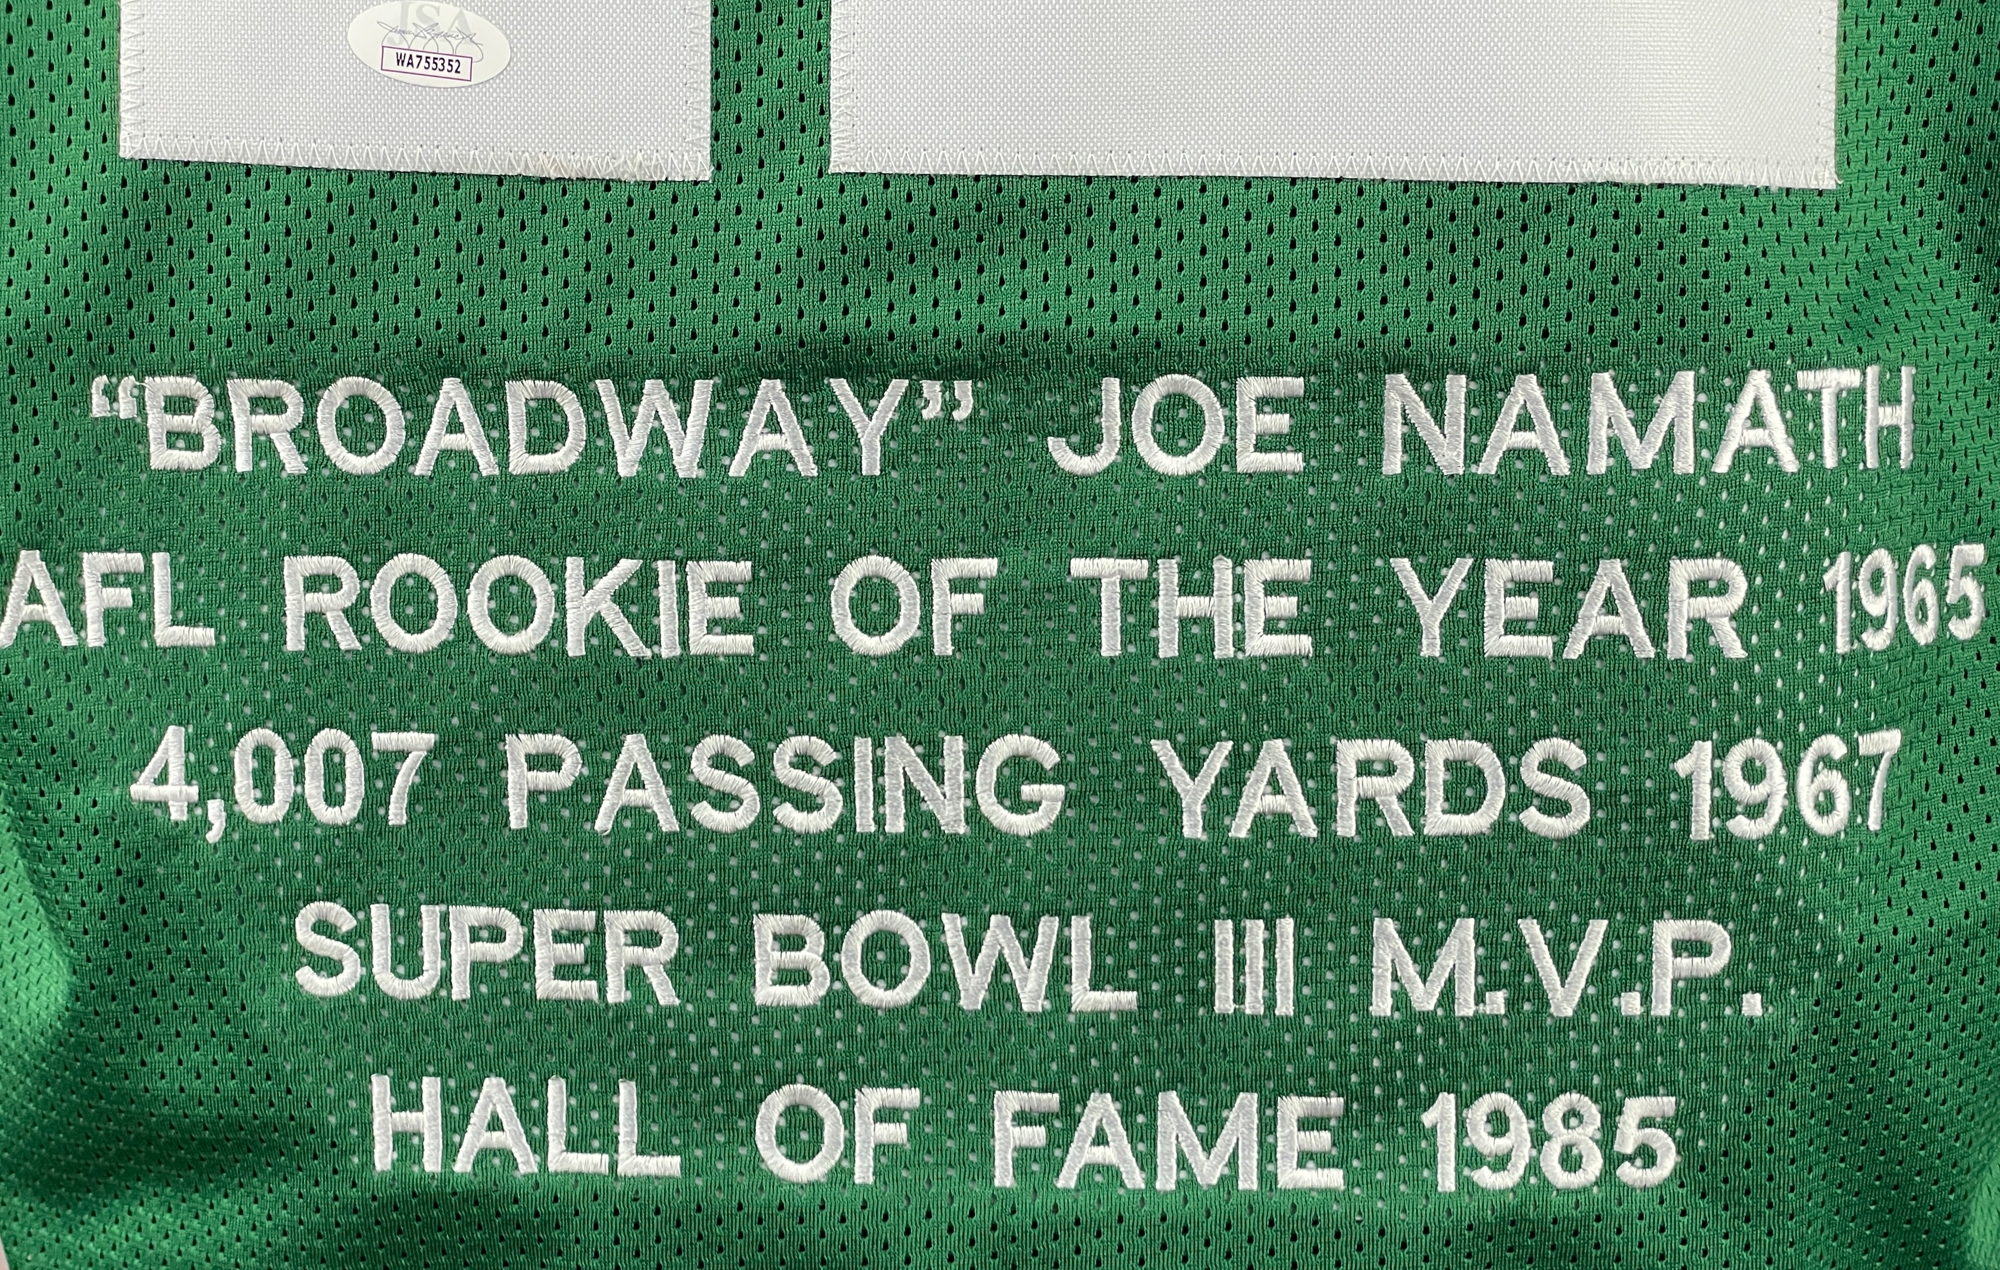 JSA
WA755352
“BROADWAY” JOE NAMATH
AFL ROOKIE OF THE YEAR 1965
4,007 PASSING YARDS 1967
SUPER BOWL III M.V.P.
HALL OF FAME 1985